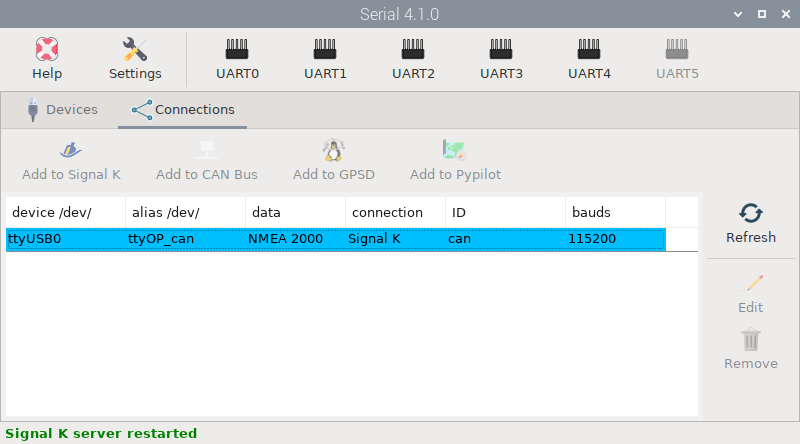 Serial 4.1.0
Help Settings UART0 UART1 UART2 UART3 UART4 UART5
Devices Connections
Add to Signal K Add to CAN Bus Add to GPSD Add to Pypilot
device /dev/ alias /dev/ data connection ID bauds
ttyUSB0 ttyOP_can NMEA 2000 Signal K can 115200
Refresh
Edit
Remove
Signal K server restarted